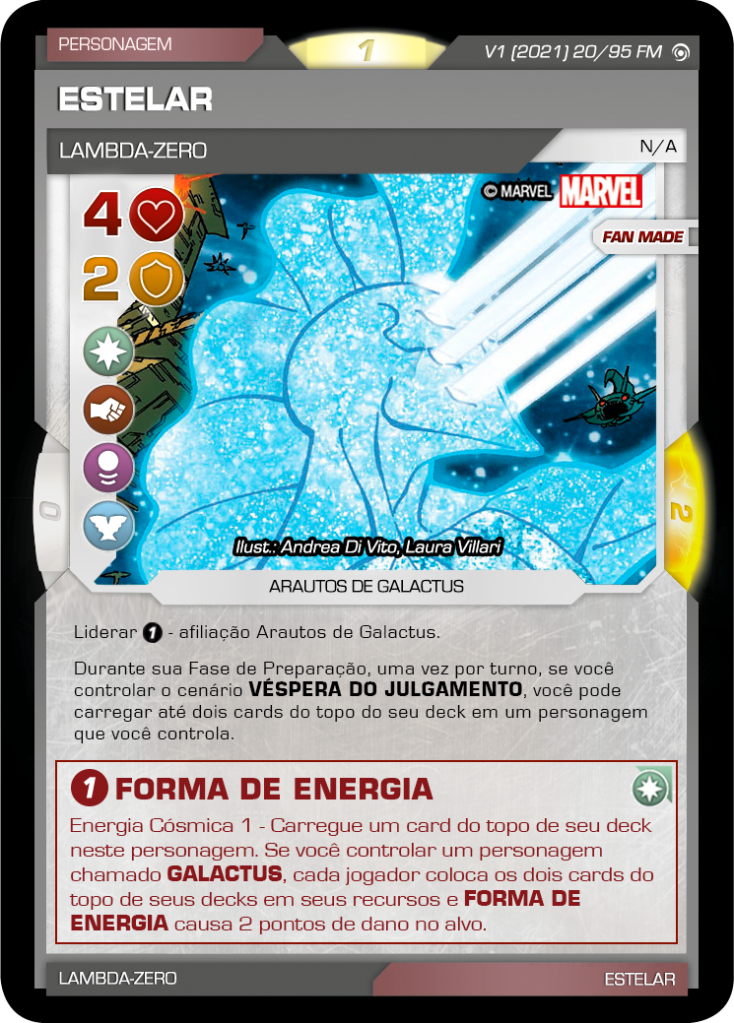 PERSONAGEM
1
V1 (2021) 20/95 FM
ESTELAR
LAMBDA-ZERO
N/A
4
© MARVEL MARVEL
FAN MADE
2
0
2
Ilust.: Andrea Di Vito, Laura Villari
ARAUTOS DE GALACTUS
Liderar 1 - afiliação Arautos de Galactus.
Durante sua Fase de Preparação, uma vez por turno, se você
controlar o cenário VÉSPERA DO JULGAMENTO, você pode
carregar até dois cards do topo do seu deck em um personagem
que você controla.
1 FORMA DE ENERGIA
Energia Cósmica 1 - Carregue um card do topo de seu deck
neste personagem. Se você controlar um personagem
chamado GALACTUS, cada jogador coloca os dois cards do
topo de seus decks em seus recursos e FORMA DE
ENERGIA causa 2 pontos de dano no alvo.
LAMBDA-ZERO
ESTELAR